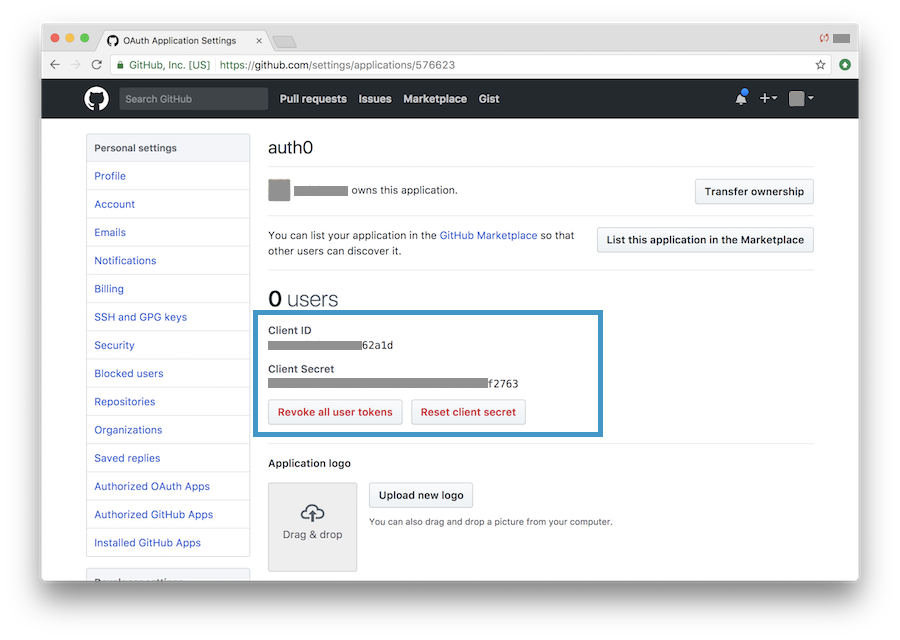 OAuth Application Settings
GitHub, Inc. [US] https://github.com/settings/applications/576623
Search GitHub Pull requests Issues Marketplace Gist
Personal settings
Profile
Account
Emails
Notifications
Billing
SSH and GPG keys
Security
Blocked users
Repositories
Organizations
Saved replies
Authorized OAuth Apps
Authorized GitHub Apps
Installed GitHub Apps
Developer settings
auth0
owns this application.
Transfer ownership
You can list your application in the GitHub Marketplace so that
other users can discover it.
List this application in the Marketplace
0 users
Client ID
62a1d
Client Secret
f2763
Revoke all user tokens Reset client secret
Application logo
Drag & drop
Upload new logo
You can also drag and drop a picture from your computer.